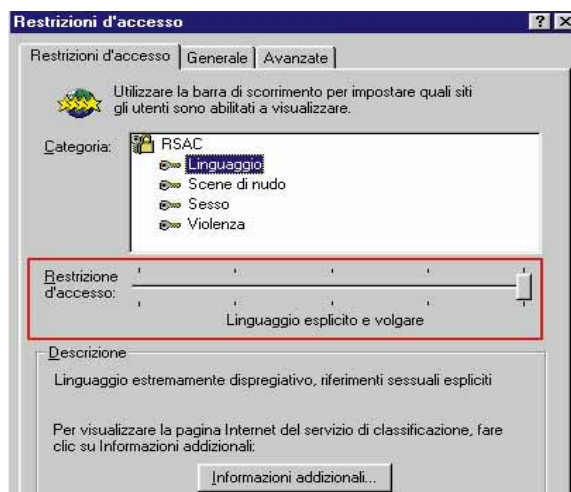 Restrizioni d'accesso
Restrizioni d'accesso Generale Avanzate
Utilizzare la barra di scorrimento per impostare quali siti
gli utenti sono abilitati a visualizzare.
Categoria:
RSAC
Linguaggio
Scene di nudo
Sesso
Violenza
Restrizione
d'accesso:
Linguaggio esplicito e volgare
Descrizione
Linguaggio estremamente dispregiativo, riferimenti sessuali espliciti
Per visualizzare la pagina Internet del servizio di classificazione, fare
clic su Informazioni addizionali:
Informazioni addizionali...